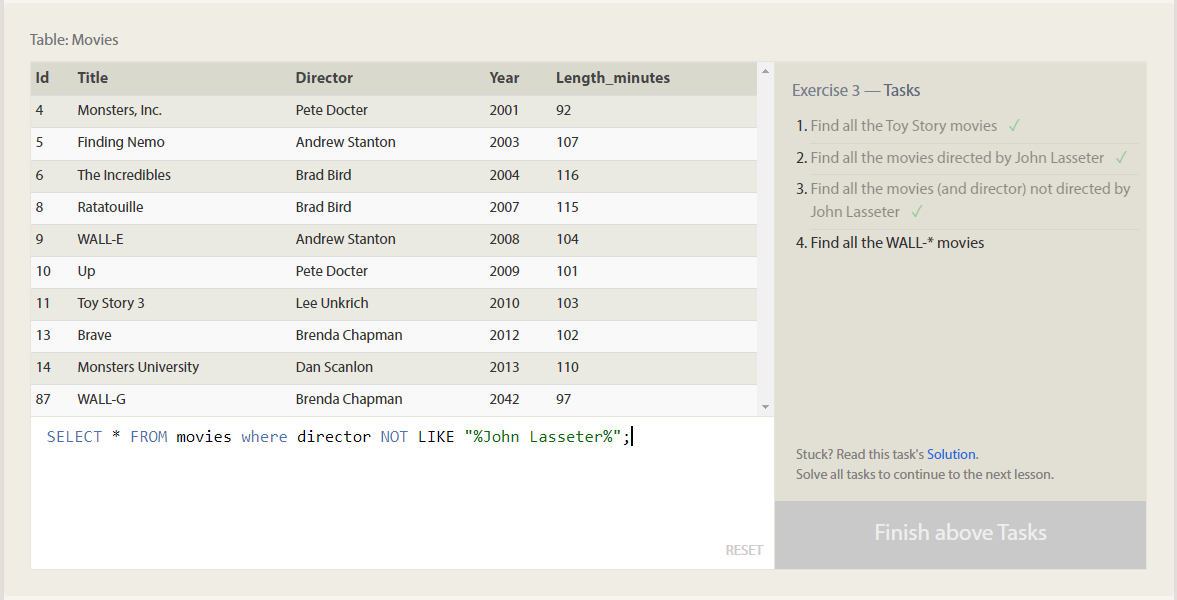 Table: Movies
Id Title Director Year Length_minutes
4 Monsters, Inc. Pete Docter 2001 92
5 Finding Nemo Andrew Stanton 2003 107
6 The Incredibles Brad Bird 2004 116
8 Ratatouille Brad Bird 2007 115
9 WALL-E Andrew Stanton 2008 104
10 Up Pete Docter 2009 101
11 Toy Story 3 Lee Unkrich 2010 103
13 Brave Brenda Chapman 2012 102
14 Monsters University Dan Scanlon 2013 110
87 WALL-G Brenda Chapman 2042 97
SELECT * FROM movies where director NOT LIKE "%John Lasseter%";
RESET
Exercise 3 — Tasks
1. Find all the Toy Story movies ✓
2. Find all the movies directed by John Lasseter ✓
3. Find all the movies (and director) not directed by
John Lasseter ✓
4. Find all the WALL-* movies
Stuck? Read this task's Solution.
Solve all tasks to continue to the next lesson.
Finish above Tasks